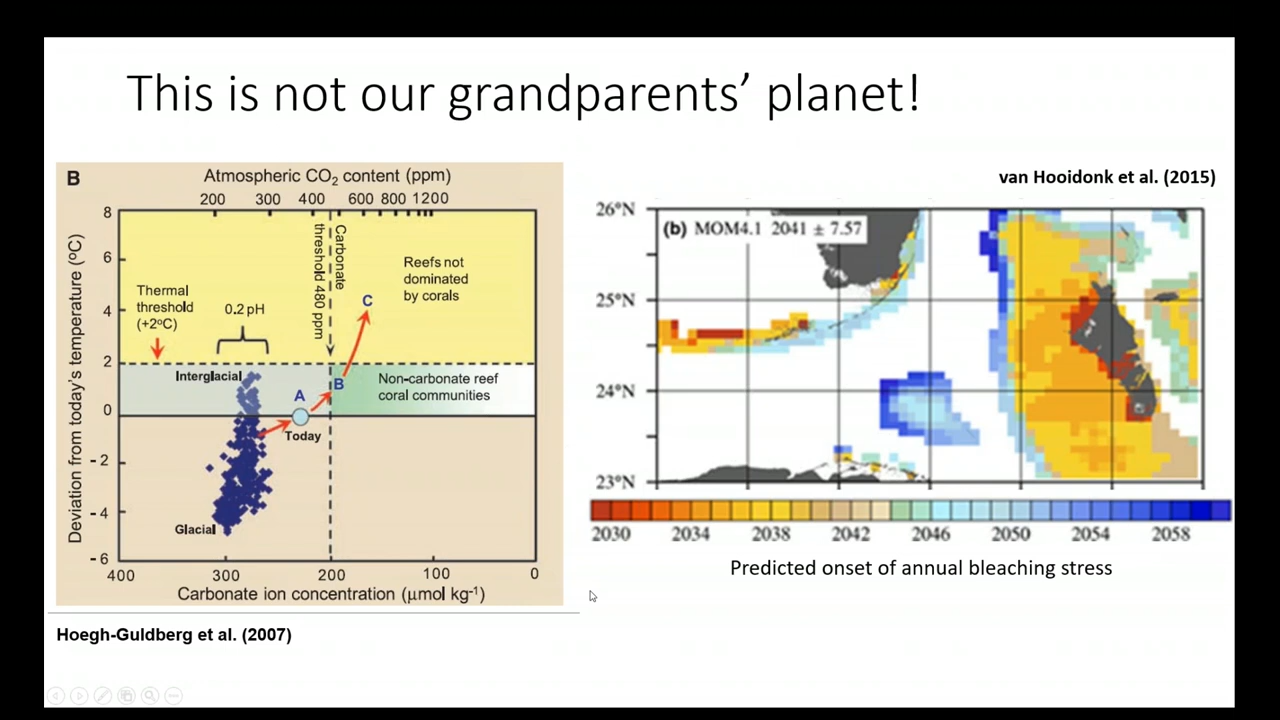 This is not our grandparents’ planet!
B
Atmospheric CO₂ content (ppm)
200 300 400 600 800 1200
8
6
4
2
0
- 2
- 4
- 6
Deviation from today's temperature (ºC)
Thermal
threshold
(+2ºC)
0.2 pH
Carbonate
threshold 480 ppm
Reefs not
dominated
by corals
C
Interglacial
B
Non-carbonate reef
coral communities
A
Today
Glacial
400 300 200 100 0
Carbonate ion concentration (μmol kg⁻¹)
Hoegh-Guldberg et al. (2007)
van Hooidonk et al. (2015)
26°N
(b) MOM4.1 2041 ± 7.57
25°N
24°N
23°N
2030 2034 2038 2042 2046 2050 2054 2058
Predicted onset of annual bleaching stress